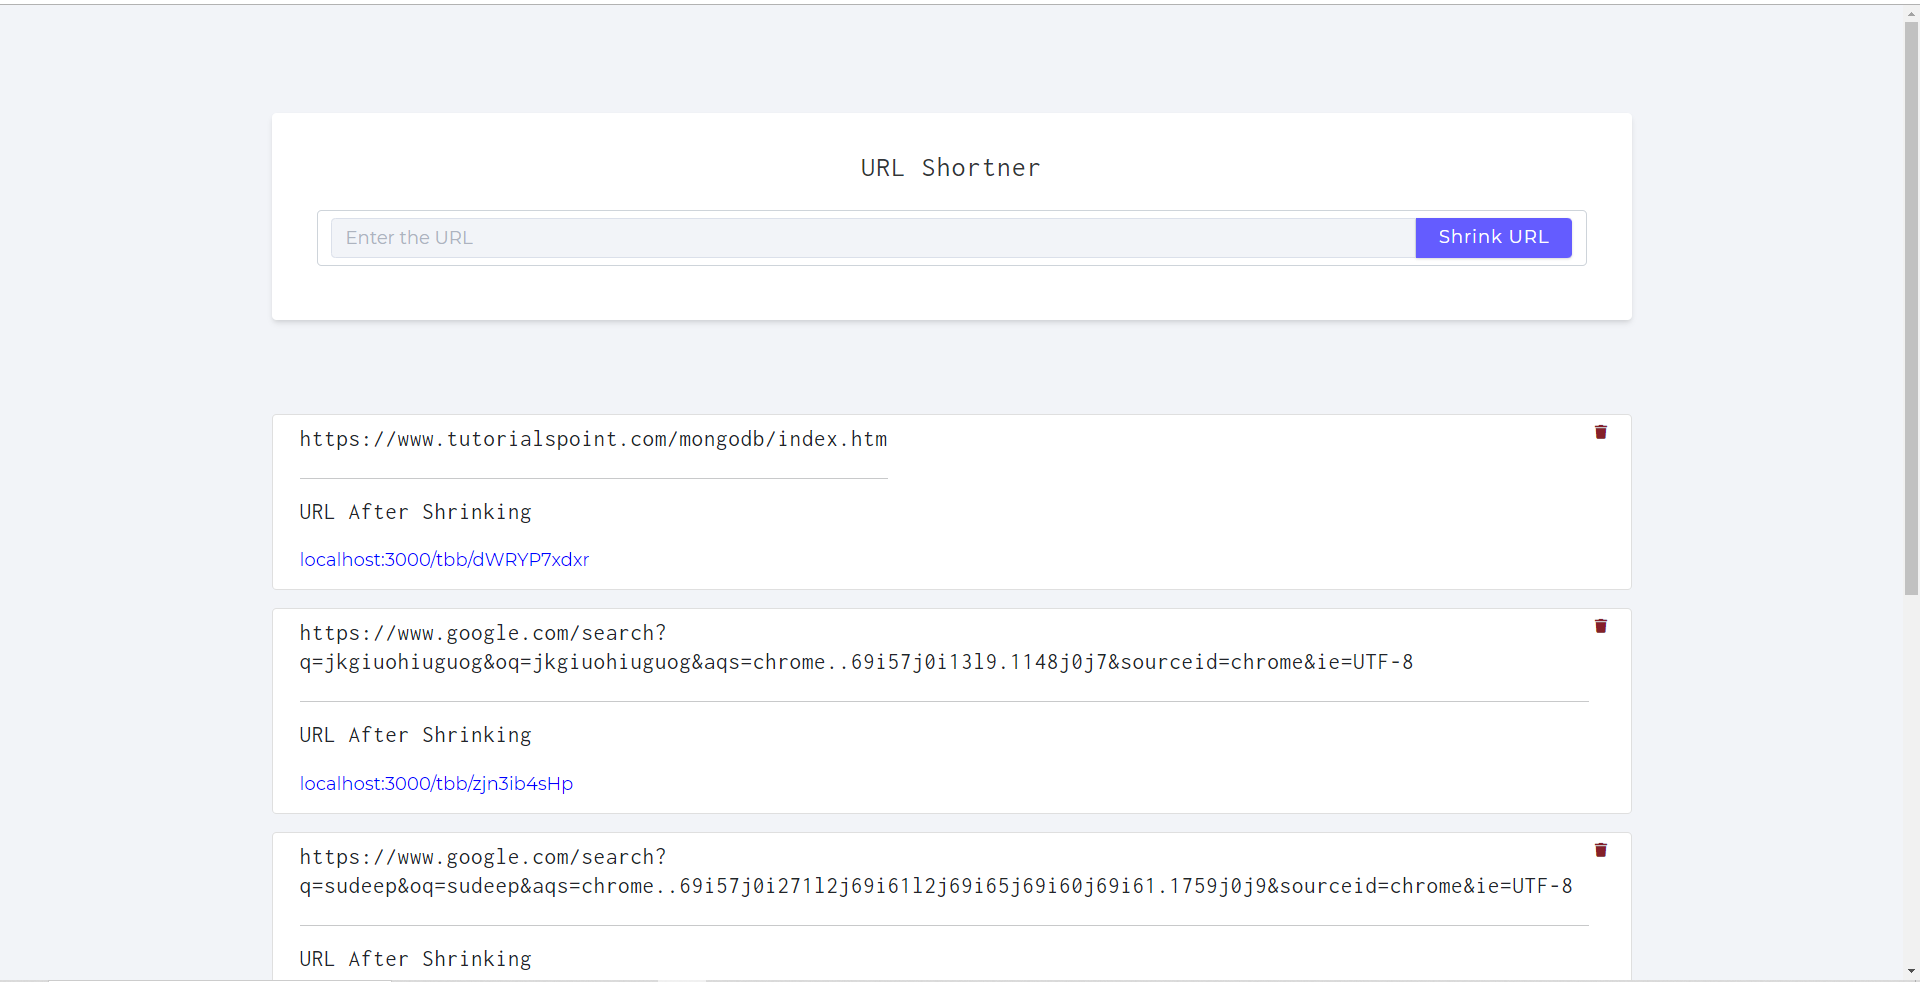 URL Shortner
Enter the URL
Shrink URL
https://www.tutorialspoint.com/mongodb/index.htm
URL After Shrinking
localhost:3000/tbb/dWRYP7xdxr
https://www.google.com/search?
q=jkgiuohiuguog&oq=jkgiuohiuguog&aqs=chrome..69i57j0i13l9.1148j0j7&sourceid=chrome&ie=UTF-8
URL After Shrinking
localhost:3000/tbb/zjn3ib4sHp
https://www.google.com/search?
q=sudeep&oq=sudeep&aqs=chrome..69i57j0i271l2j69i61l2j69i65j69i60j69i61.1759j0j9&sourceid=chrome&ie=UTF-8
URL After Shrinking